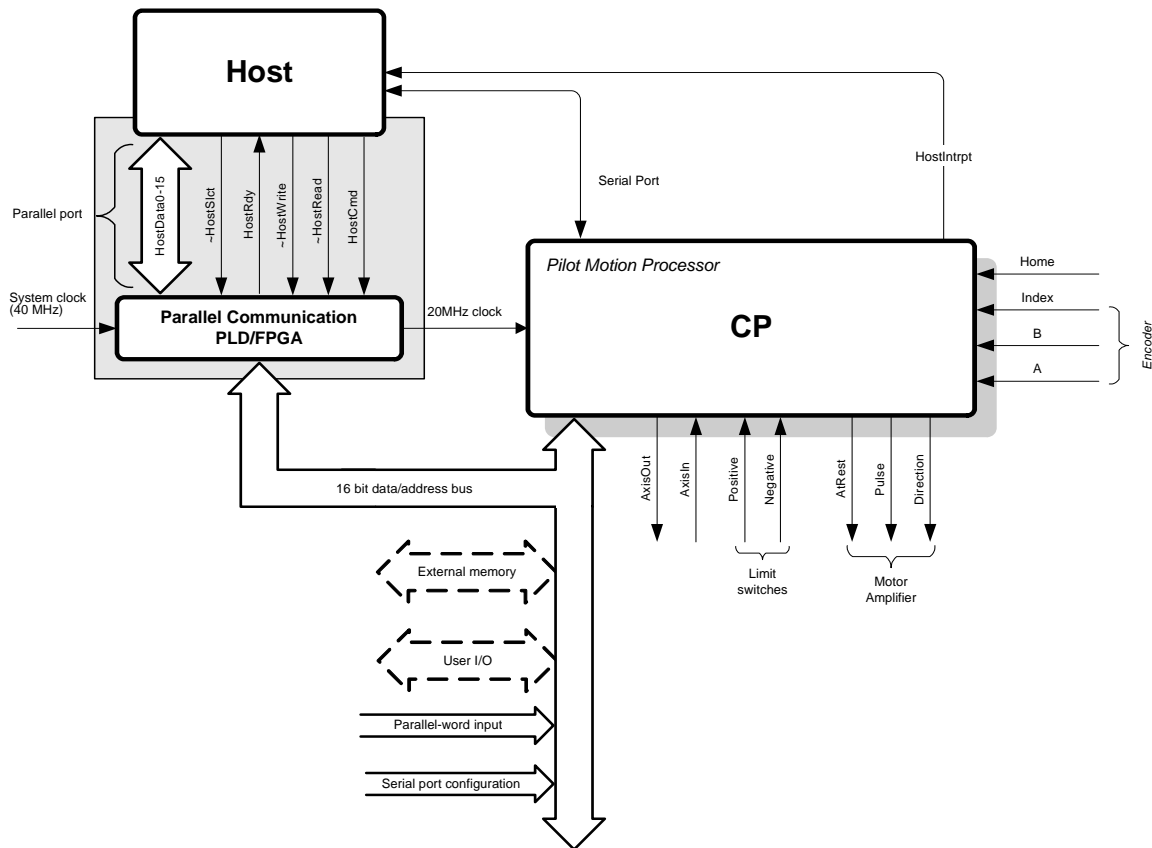 Host
HostIntrpt
Serial Port
Parallel port
HostData0-15
~HostSlct
HostRdy
~HostWrite
~HostRead
HostCmd
Pilot Motion Processor
CP
System clock
(40 MHz)
Parallel Communication
PLD/FPGA
20MHz clock
Home
Index
B
A
Encoder
AxisOut
AxisIn
Positive
Negative
AtRest
Pulse
Direction
16 bit data/address bus
Limit
switches
Motor
Amplifier
External memory
User I/O
Parallel-word input
Serial port configuration